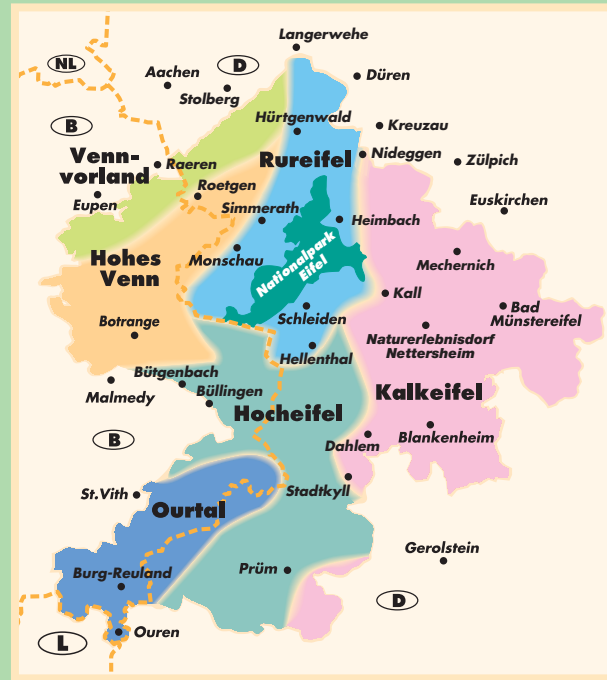 Langerwehe
NL
D
Aachen
Düren
Stolberg
Hürtgenwald
Kreuzau
B
Venn-
vorland
Raeren
Rureifel
Nideggen
Zülpich
Eupen
Roetgen
Simmerath
Heimbach
Euskirchen
Hohes
Venn
Monschau
Nationalpark
Eifel
Mechernich
Kall
Botrange
Schleiden
Bad
Münstereifel
Naturerlebnisdorf
Nettersheim
Hellenthal
Bütgenbach
Malmedy
Büllingen
Hocheifel
Kalkeifel
B
Dahlem
Blankenheim
St.Vith
Ourtal
Stadtkyll
Gerolstein
Burg-Reuland
Prüm
D
L
Ouren